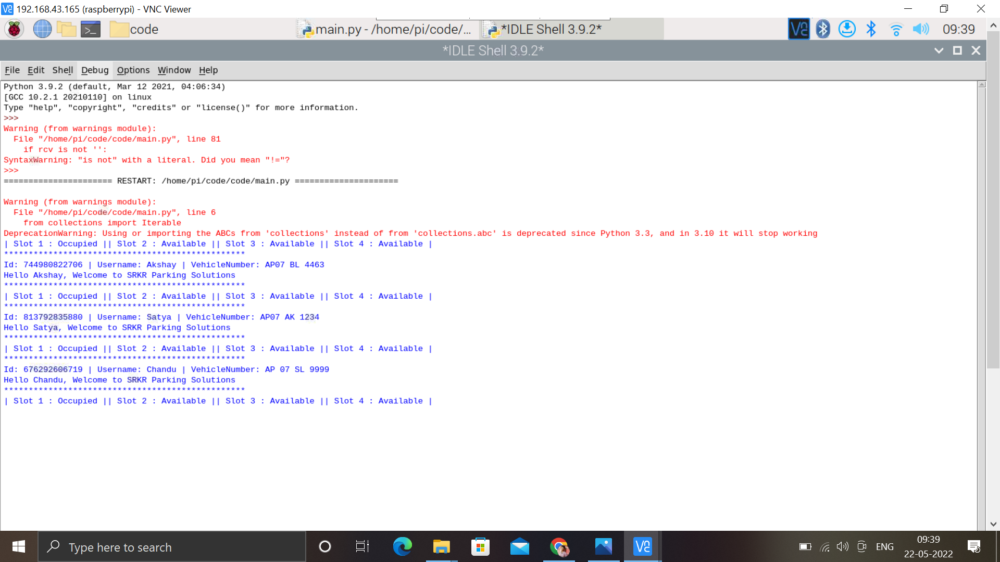 192.168.43.165 (raspberrypi) - VNC Viewer
code
main.py - /home/pi/code/...
*IDLE Shell 3.9.2*
09:39
*IDLE Shell 3.9.2*
File Edit Shell Debug Options Window Help
Python 3.9.2 (default, Mar 12 2021, 04:06:34)
[GCC 10.2.1 20210110] on linux
Type "help", "copyright", "credits" or "license()" for more information.
>>>
Warning (from warnings module):
  File "/home/pi/code/code/main.py", line 81
    if rcv is not '':
SyntaxWarning: "is not" with a literal. Did you mean "!="?
>>>
====================== RESTART: /home/pi/code/code/main.py =====================
Warning (from warnings module):
  File "/home/pi/code/code/main.py", line 6
    from collections import Iterable
DeprecationWarning: Using or importing the ABCs from 'collections' instead of from 'collections.abc' is deprecated since Python 3.3, and in 3.10 it will stop working
| Slot 1 : Occupied || Slot 2 : Available || Slot 3 : Available || Slot 4 : Available |
*************************************************
Id: 744980822706 | Username: Akshay | VehicleNumber: AP07 BL 4463
Hello Akshay, Welcome to SRKR Parking Solutions
*************************************************
| Slot 1 : Occupied || Slot 2 : Available || Slot 3 : Available || Slot 4 : Available |
*************************************************
Id: 813792835880 | Username: Satya | VehicleNumber: AP07 AK 1234
Hello Satya, Welcome to SRKR Parking Solutions
*************************************************
| Slot 1 : Occupied || Slot 2 : Available || Slot 3 : Available || Slot 4 : Available |
*************************************************
Id: 676292606719 | Username: Chandu | VehicleNumber: AP 07 SL 9999
Hello Chandu, Welcome to SRKR Parking Solutions
*************************************************
| Slot 1 : Occupied || Slot 2 : Available || Slot 3 : Available || Slot 4 : Available |
Type here to search
ENG
09:39
22-05-2022